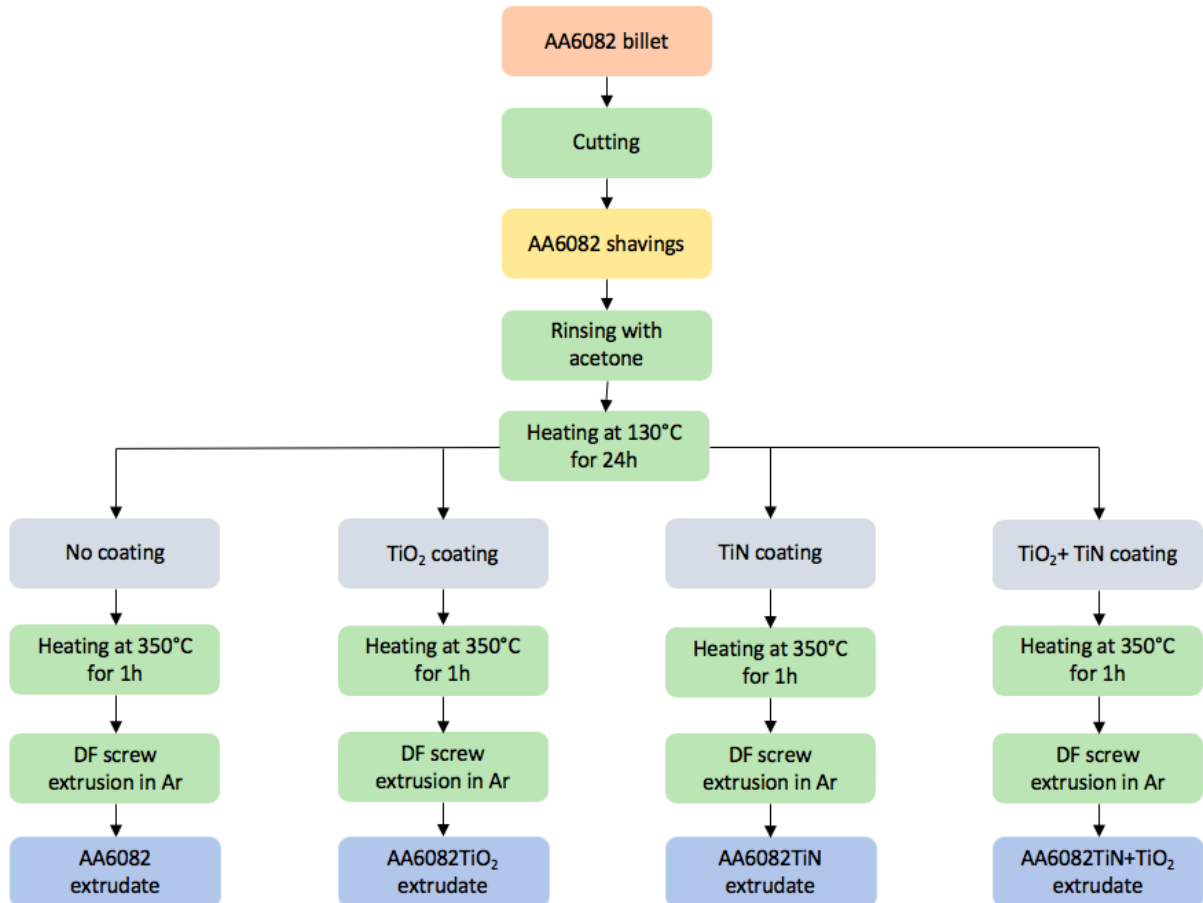 AA6082 billet
Cutting
AA6082 shavings
Rinsing with
acetone
Heating at 130°C
for 24h
No coating
TiO₂ coating
TiN coating
TiO₂+ TiN coating
Heating at 350°C
for 1h
Heating at 350°C
for 1h
Heating at 350°C
for 1h
Heating at 350°C
for 1h
DF screw
extrusion in Ar
DF screw
extrusion in Ar
DF screw
extrusion in Ar
DF screw
extrusion in Ar
AA6082
extrudate
AA6082TiO₂
extrudate
AA6082TiN
extrudate
AA6082TiN+TiO₂
extrudate